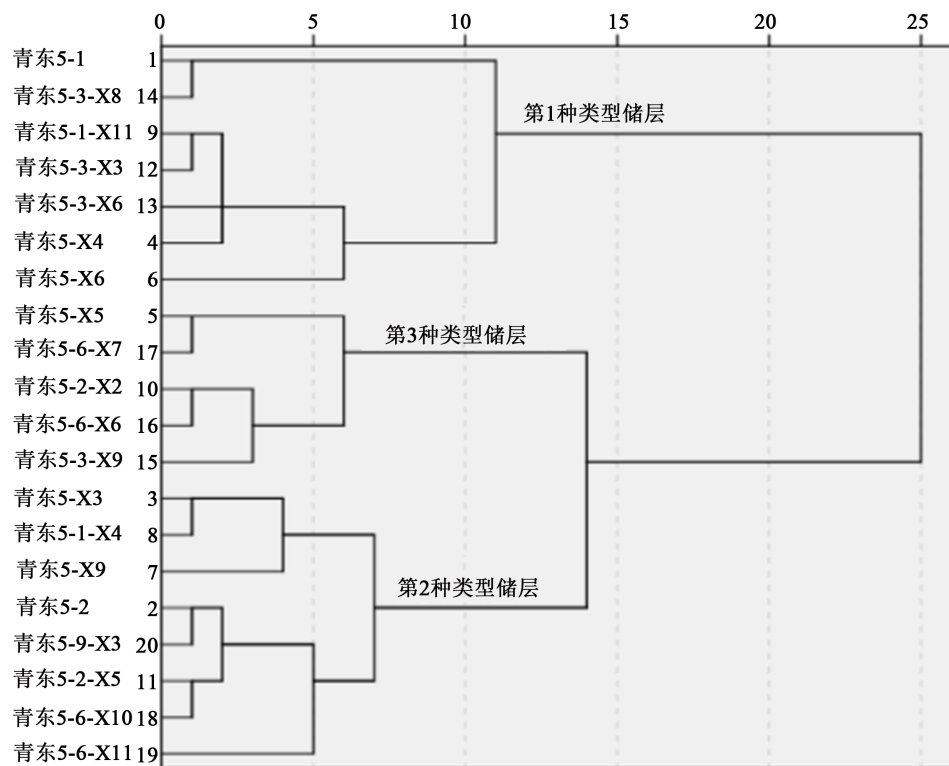 0 5 10 15 20 25
青东5-1 1
青东5-3-X8 14
第1种类型储层
青东5-1-X11 9
青东5-3-X3 12
青东5-3-X6 13
青东5-X4 4
青东5-X6 6
青东5-X5 5
第3种类型储层
青东5-6-X7 17
青东5-2-X2 10
青东5-6-X6 16
青东5-3-X9 15
青东5-X3 3
青东5-1-X4 8
青东5-X9 7
第2种类型储层
青东5-2 2
青东5-9-X3 20
青东5-2-X5 11
青东5-6-X10 18
青东5-6-X11 19